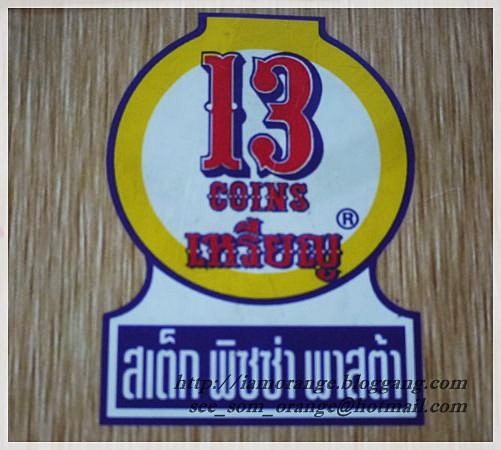 13
COINS
เหรียญ ®
สเต็ก พิซซ่า พาสต้า
http://iamorange.bloggang.com
see_som_orange@hotmail.com